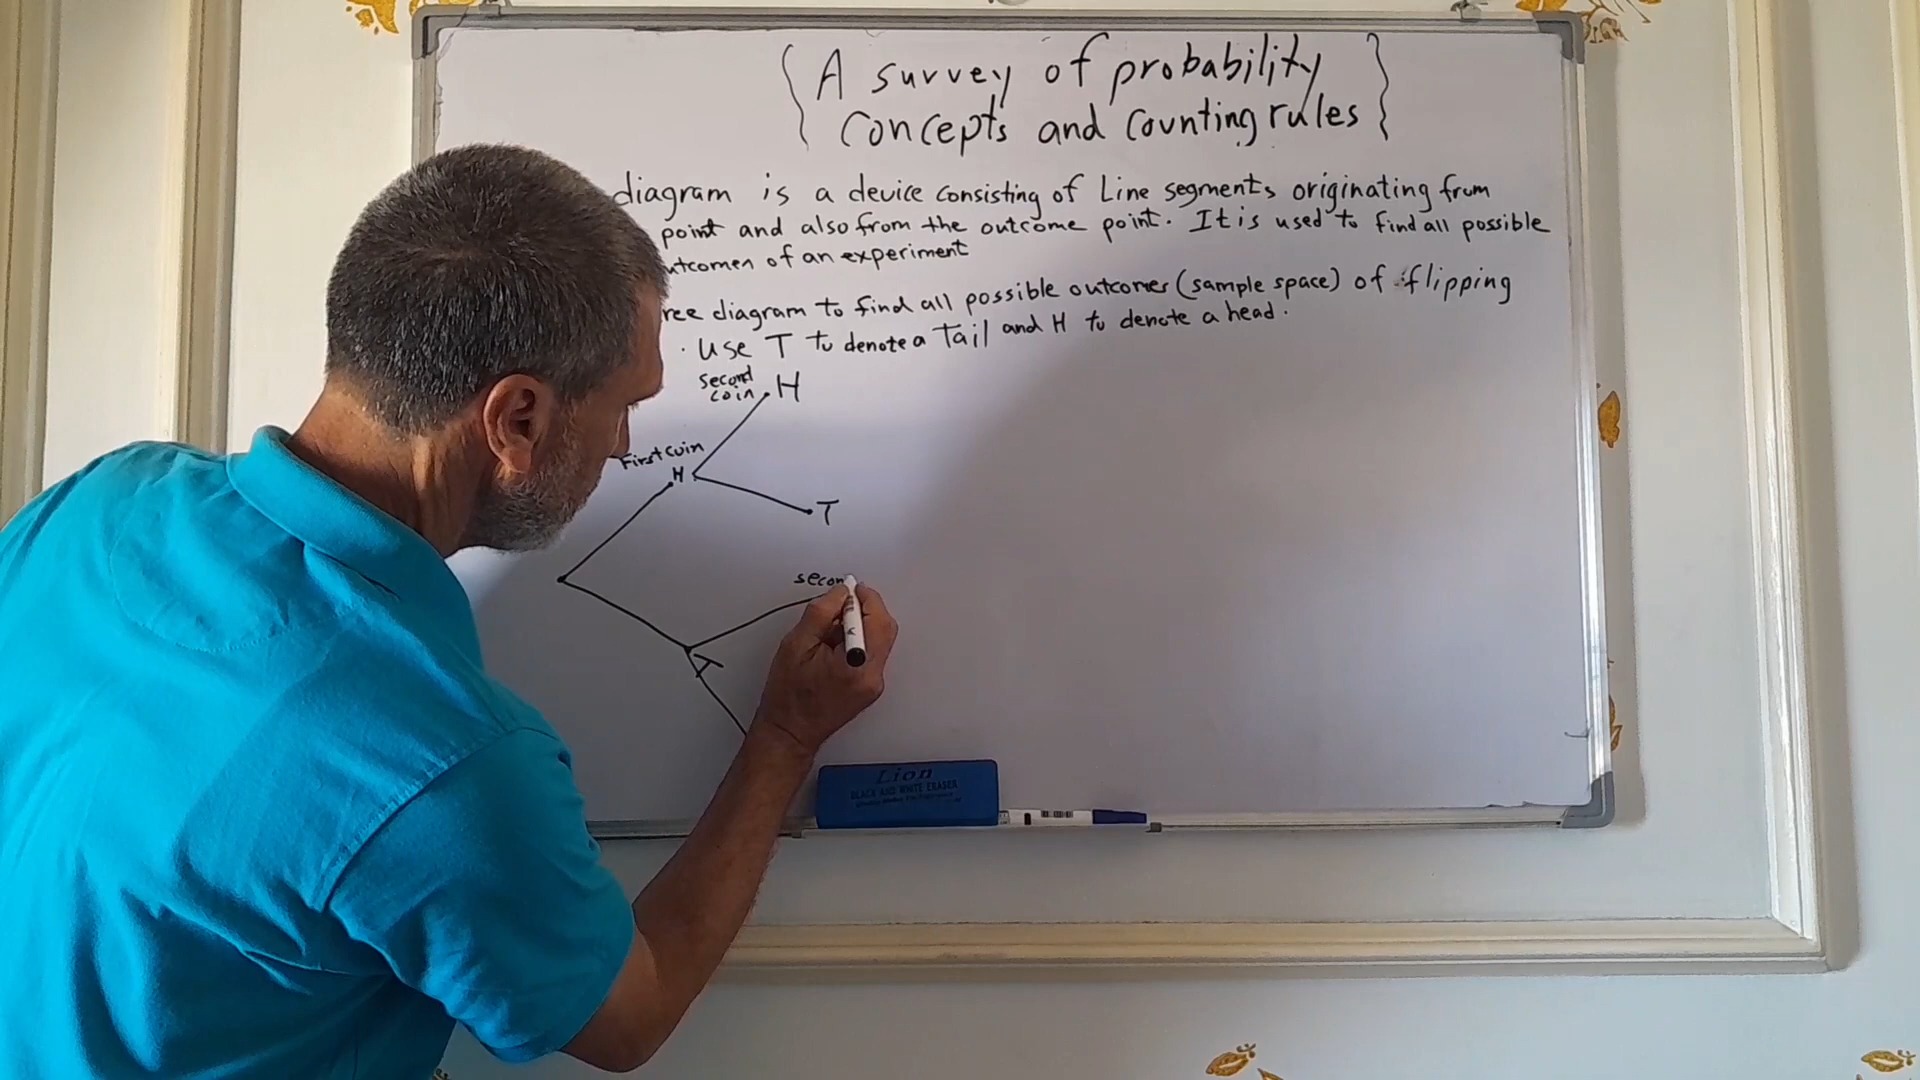 A survey of probability
concepts and counting rules
diagram is a device consisting of Line segments originating from
point and also from the outcome point. It is used to find all possible
utcomen of an experiment
ree diagram to find all possible outcomes (sample space) of flipping
. Use T to denote a Tail and H to denote a head.
second
coin
H
First coin
H
T
secon
T
Lion
BLACK AND WHITE ERASER